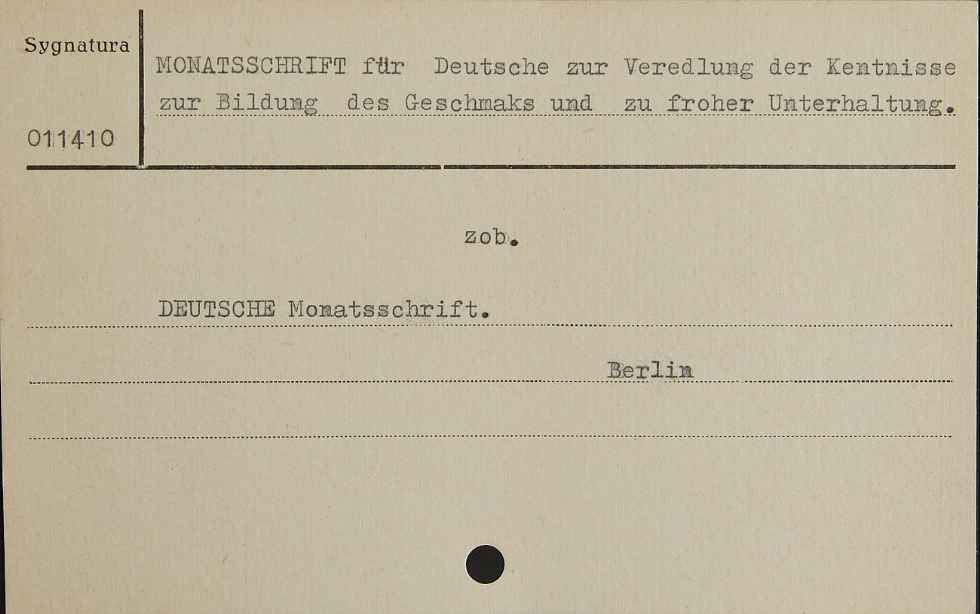 Sygnatura
MONATSSCHRIFT für Deutsche zur Veredlung der Kentnisse
zur Bildung des Geschmaks und zu froher Unterhaltung.
011410
zob.
DEUTSCHE Monatsschrift.
Berlin